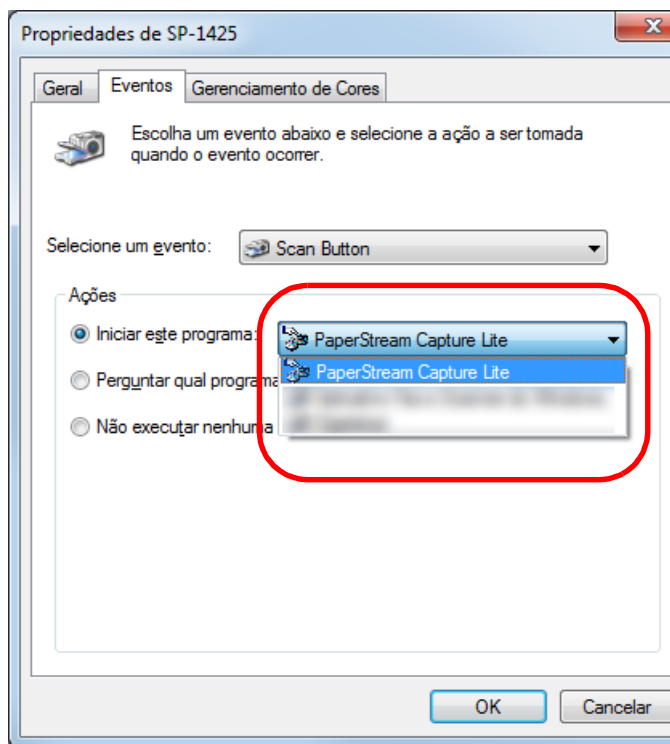 Propriedades de SP-1425
Geral
Eventos
Gerenciamento de Cores
Escolha um evento abaixo e selecione a ação a ser tomada
quando o evento ocorrer.
Selecione um evento:
Scan Button
Ações
Iniciar este programa:
PaperStream Capture Lite
PaperStream Capture Lite
Perguntar qual programa
Não executar nenhuma
OK
Cancelar